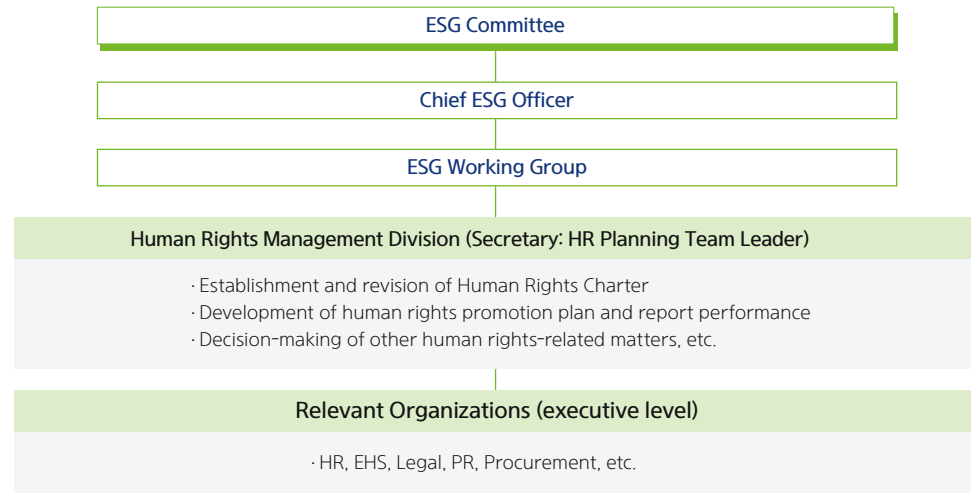 ESG Committee
Chief ESG Officer
ESG Working Group
Human Rights Management Division (Secretary: HR Planning Team Leader)
· Establishment and revision of Human Rights Charter
· Development of human rights promotion plan and report performance
· Decision-making of other human rights-related matters, etc.
Relevant Organizations (executive level)
· HR, EHS, Legal, PR, Procurement, etc.